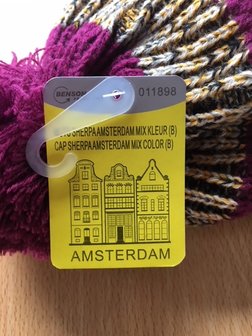 BENSON
011898
SHERPA AMSTERDAM MIX KLEUR (B)
CAP SHERPA AMSTERDAM MIX COLOR (B)
AMSTERDAM